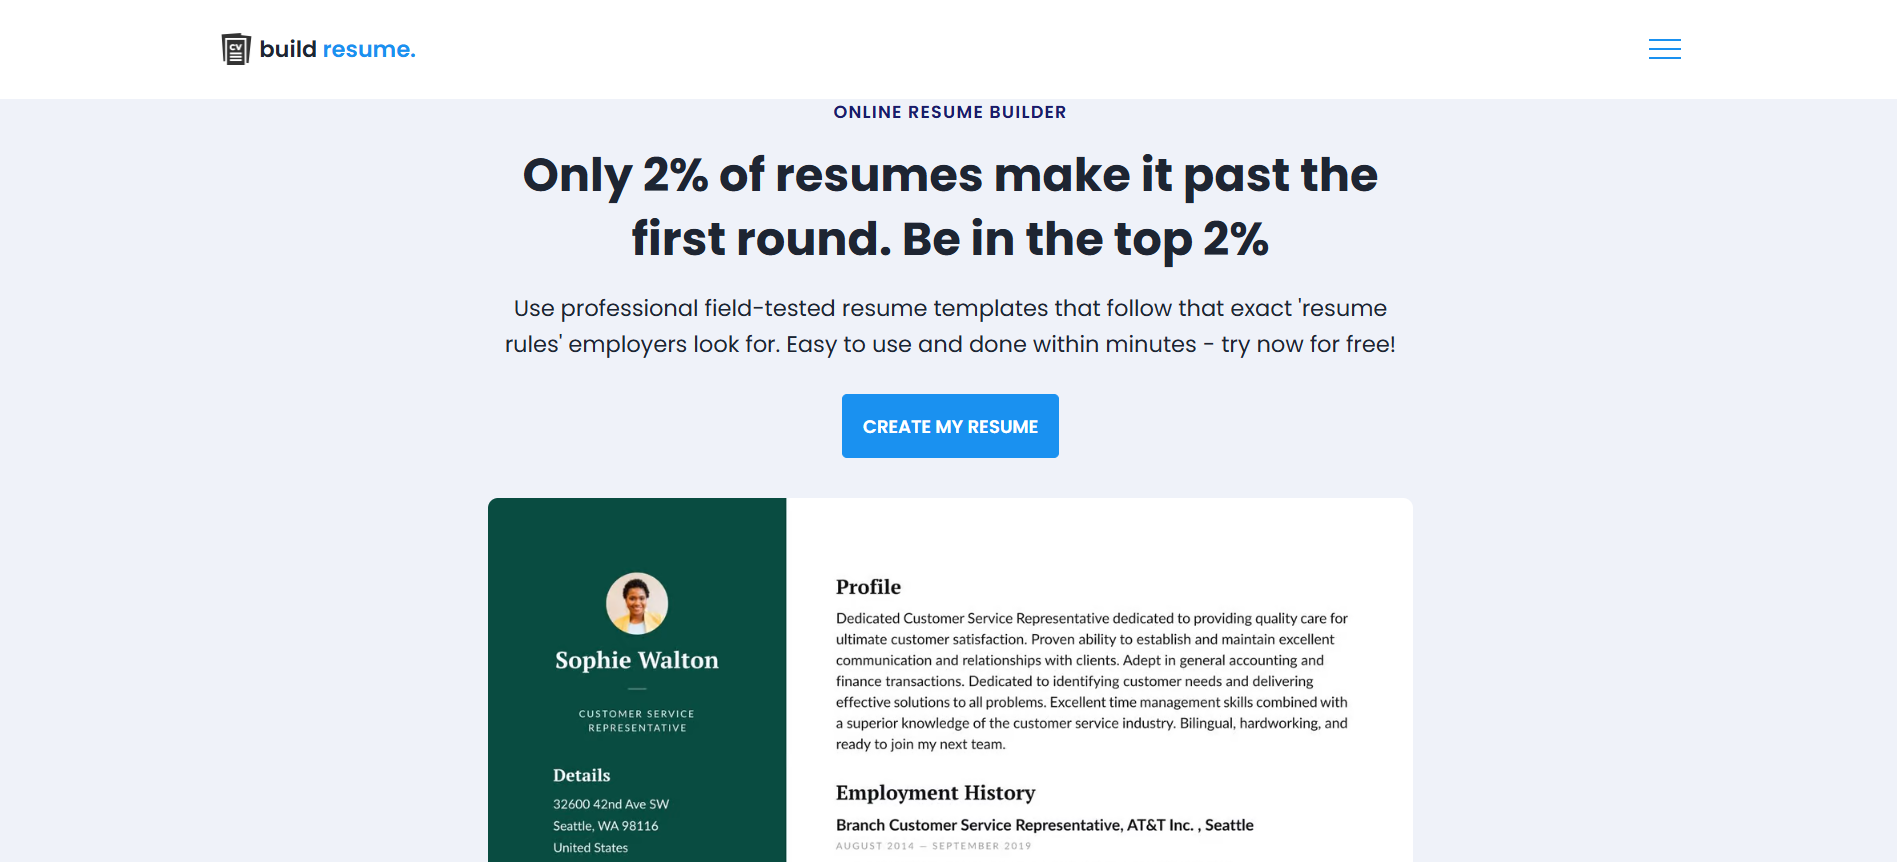 CV
build resume.
ONLINE RESUME BUILDER
Only 2% of resumes make it past the
first round. Be in the top 2%
Use professional field-tested resume templates that follow that exact 'resume
rules' employers look for. Easy to use and done within minutes - try now for free!
CREATE MY RESUME
Sophie Walton
CUSTOMER SERVICE
REPRESENTATIVE
Details
32600 42nd Ave SW
Seattle, WA 98116
United States
Profile
Dedicated Customer Service Representative dedicated to providing quality care for
ultimate customer satisfaction. Proven ability to establish and maintain excellent
communication and relationships with clients. Adept in general accounting and
finance transactions. Dedicated to identifying customer needs and delivering
effective solutions to all problems. Excellent time management skills combined with
a superior knowledge of the customer service industry. Bilingual, hardworking, and
ready to join my next team.
Employment History
Branch Customer Service Representative, AT&T Inc. , Seattle
AUGUST 2014 — SEPTEMBER 2019